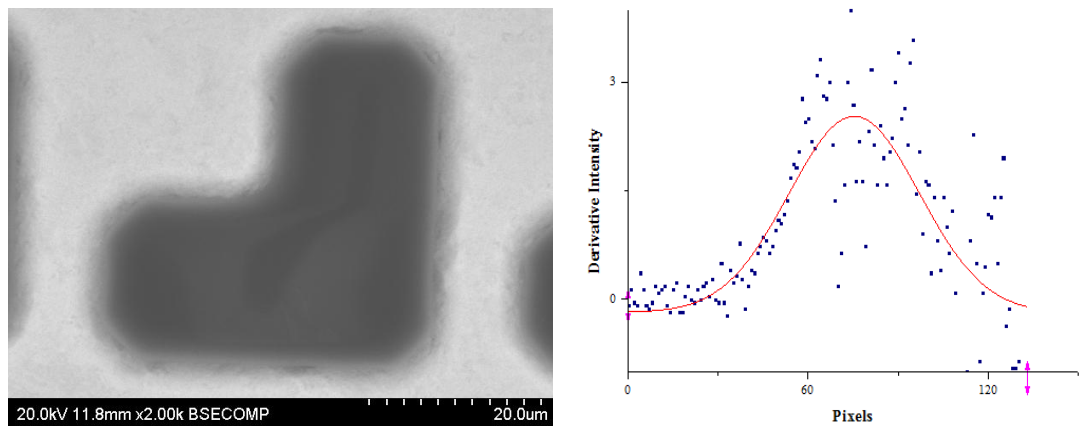 20.0kV 11.8mm x2.00k BSECOMP 20.0um
3
0
Derivative Intensity
0 60 120
Pixels